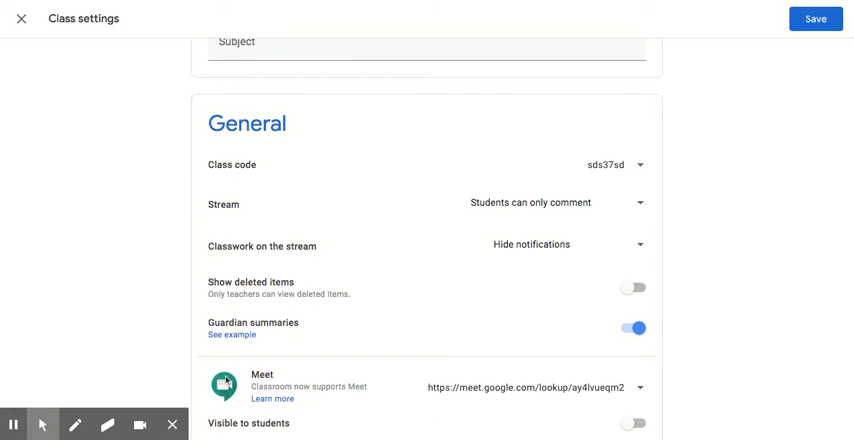 Class settings
Save
Subject
General
Class code
sds37sd
Stream
Students can only comment
Classwork on the stream
Hide notifications
Show deleted items
Only teachers can view deleted items.
Guardian summaries
See example
Meet
Classroom now supports Meet
https://meet.google.com/lookup/ay4lvueqm2
Learn more
Visible to students